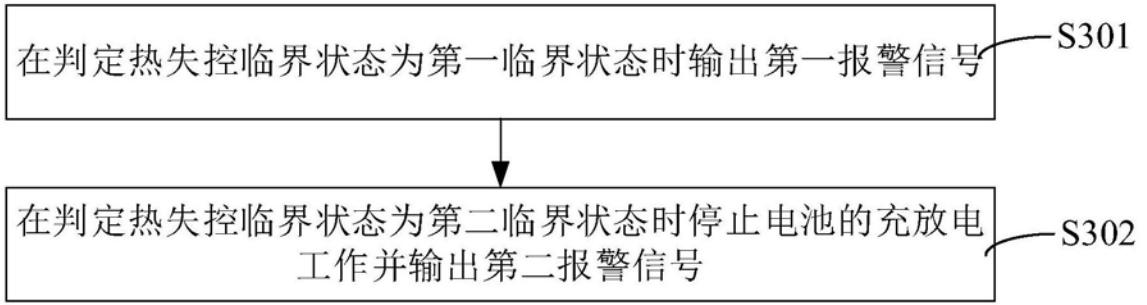 在判定热失控临界状态为第一临界状态时输出第一报警信号
S301
在判定热失控临界状态为第二临界状态时停止电池的充放电
工作并输出第二报警信号
S302